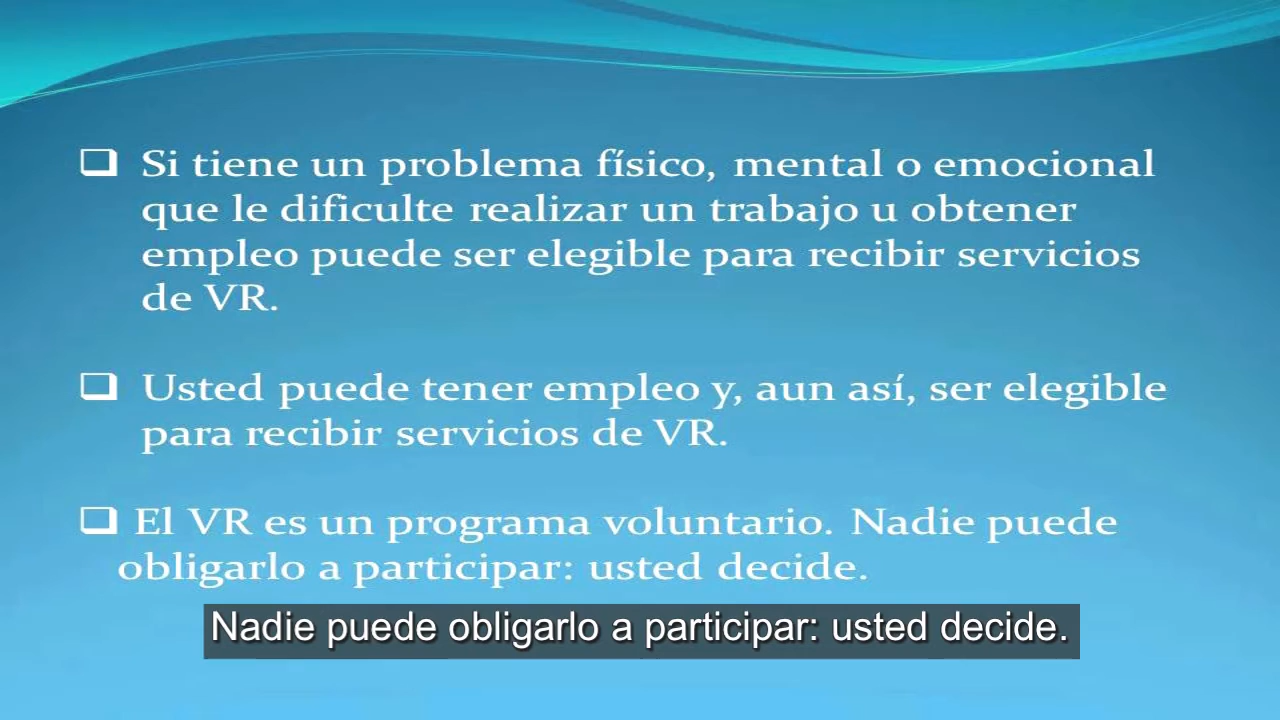 Si tiene un problema físico, mental o emocional
que le dificulte realizar un trabajo u obtener
empleo puede ser elegible para recibir servicios
de VR.
Usted puede tener empleo y, aun así, ser elegible
para recibir servicios de VR.
El VR es un programa voluntario. Nadie puede
obligarlo a participar: usted decide.
Nadie puede obligarlo a participar: usted decide.